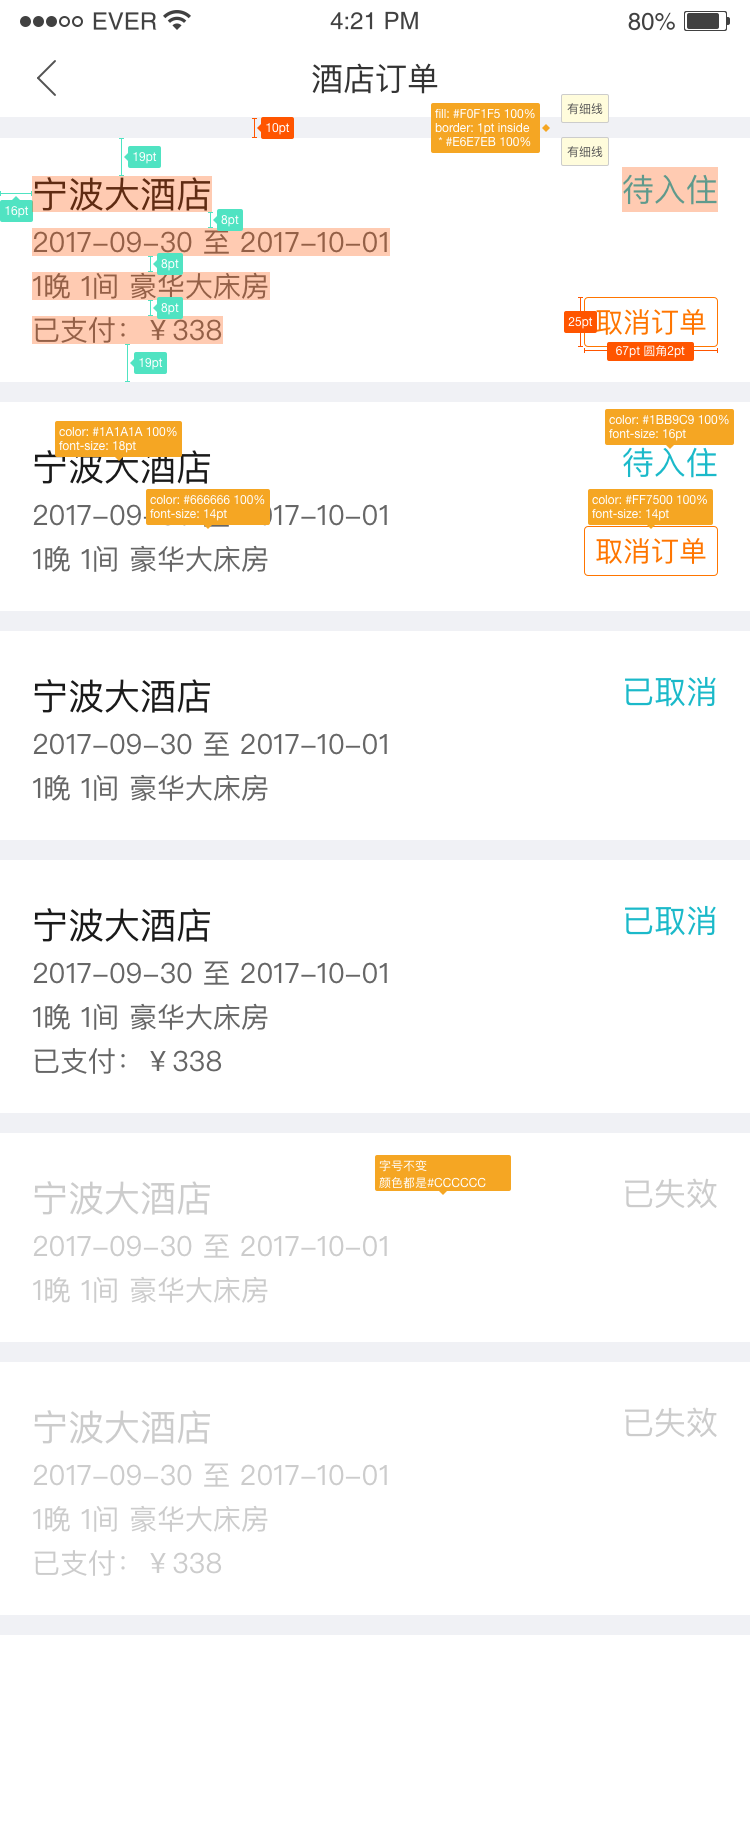 EVER 4:21 PM 80%
酒店订单
有细线
fill: #F0F1F5 100%
border: 1pt inside
* #E6E7EB 100%
10pt
有细线
19pt
宁波大酒店
待入住
16pt
8pt
2017-09-30 至 2017-10-01
8pt
1晚 1间 豪华大床房
8pt
已支付：￥338
25pt
取消订单
67pt 圆角2pt
19pt
color: #1A1A1A 100%
font-size: 18pt
color: #1BB9C9 100%
font-size: 16pt
宁波大酒店
待入住
color: #666666 100%
font-size: 14pt
color: #FF7500 100%
font-size: 14pt
2017-09-30 至 2017-10-01
1晚 1间 豪华大床房
取消订单
宁波大酒店
已取消
2017-09-30 至 2017-10-01
1晚 1间 豪华大床房
宁波大酒店
已取消
2017-09-30 至 2017-10-01
1晚 1间 豪华大床房
已支付：￥338
字号不变
颜色都是#CCCCCC
宁波大酒店
已失效
2017-09-30 至 2017-10-01
1晚 1间 豪华大床房
宁波大酒店
已失效
2017-09-30 至 2017-10-01
1晚 1间 豪华大床房
已支付：￥338